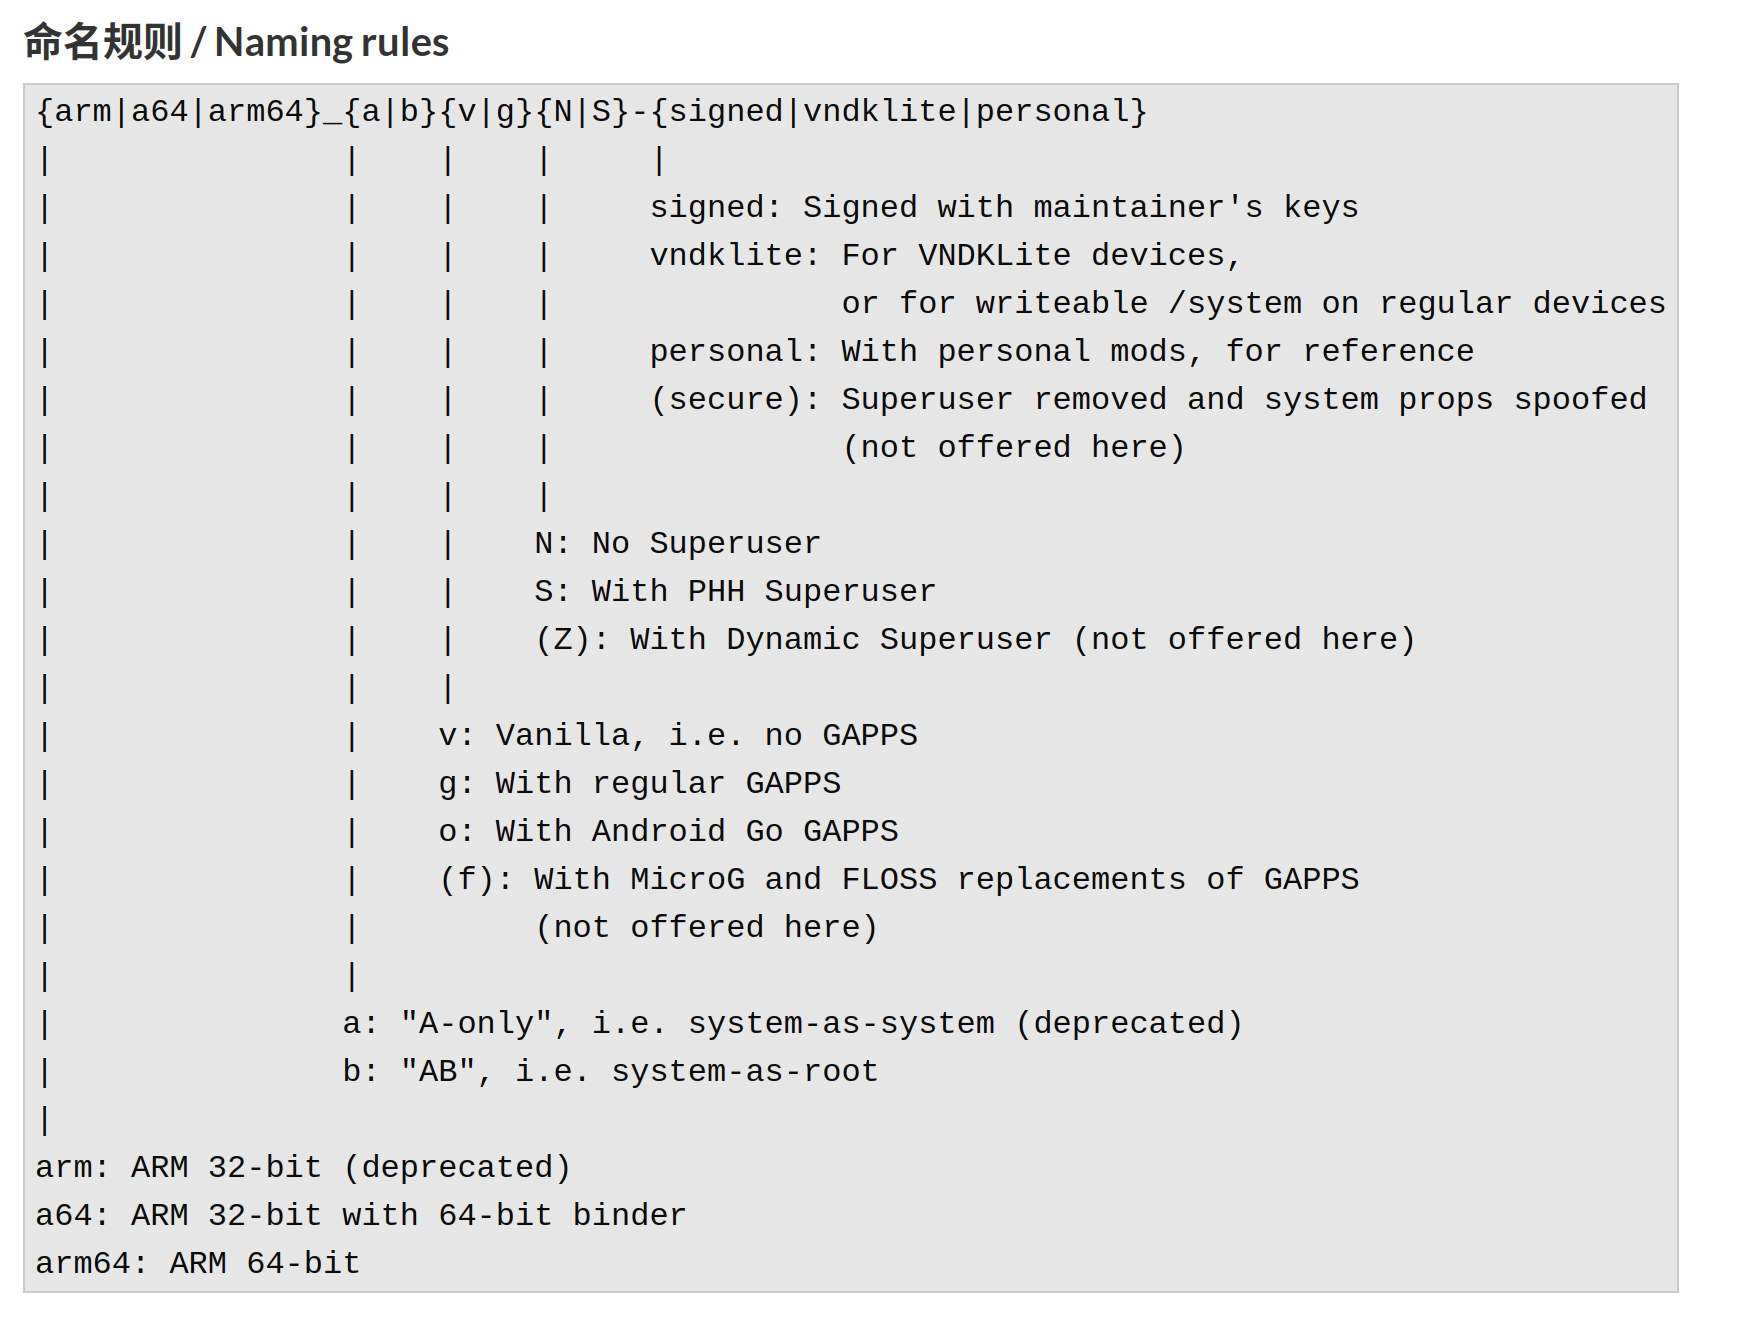 命名规则 / Naming rules
{arm|a64|arm64}_{a|b}{v|g}{N|S}-{signed|vndklite|personal}
|               |    |    |     |
|               |    |    |     signed: Signed with maintainer's keys
|               |    |    |     vndklite: For VNDKLite devices,
|               |    |    |               or for writeable /system on regular devices
|               |    |    |     personal: With personal mods, for reference
|               |    |    |     (secure): Superuser removed and system props spoofed
|               |    |    |               (not offered here)
|               |    |    |
|               |    |    N: No Superuser
|               |    |    S: With PHH Superuser
|               |    |    (Z): With Dynamic Superuser (not offered here)
|               |    |
|               |    v: Vanilla, i.e. no GAPPS
|               |    g: With regular GAPPS
|               |    o: With Android Go GAPPS
|               |    (f): With MicroG and FLOSS replacements of GAPPS
|               |         (not offered here)
|               |
|               a: "A-only", i.e. system-as-system (deprecated)
|               b: "AB", i.e. system-as-root
|
arm: ARM 32-bit (deprecated)
a64: ARM 32-bit with 64-bit binder
arm64: ARM 64-bit